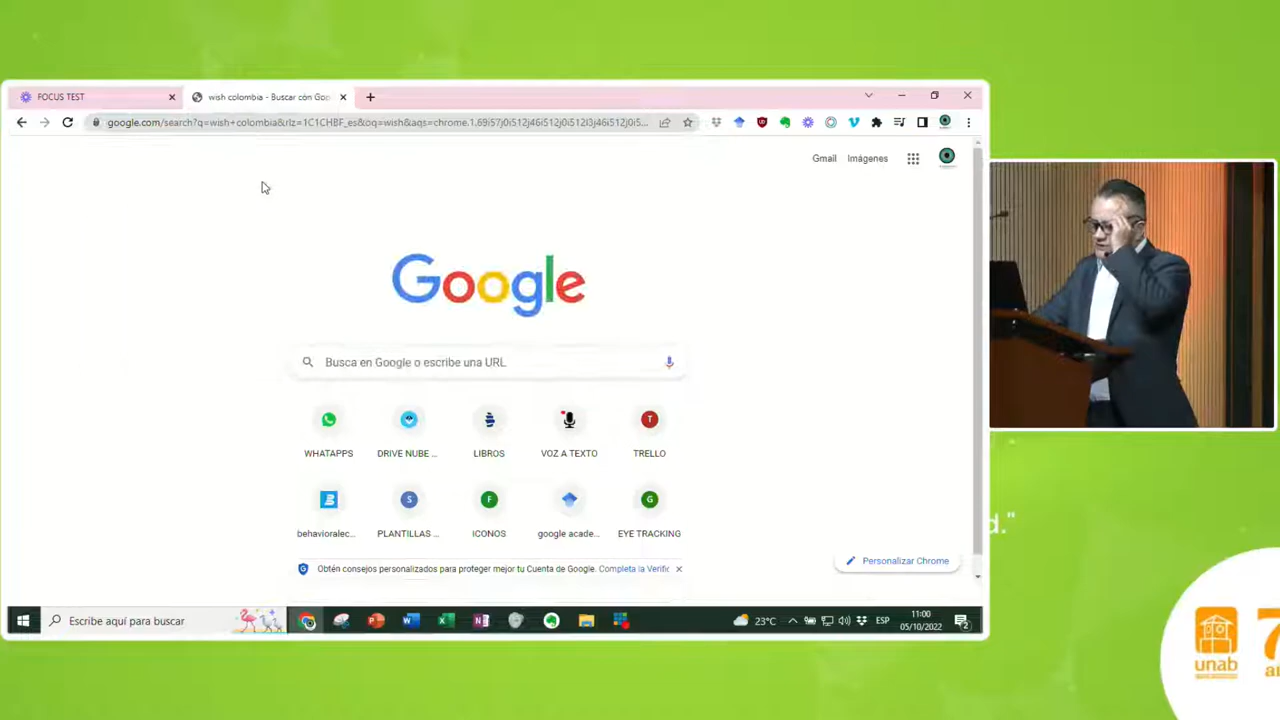 FOCUS TEST
wish colombia - Buscar con Goo
google.com/search?q=wish+colombia&rlz=1C1CHBF_es&oq=wish&aqs=chrome.1.69i57j0i512j46i512j0i512l3j46i512j0i5...
Gmail Imágenes
Google
Busca en Google o escribe una URL
WHATAPPS DRIVE NUBE ... LIBROS VOZ A TEXTO TRELLO
behavioralec... PLANTILLAS ... ICONOS google acade... EYE TRACKING
Obtén consejos personalizados para proteger mejor tu Cuenta de Google. Completa la Verific
Personalizar Chrome
Escribe aquí para buscar
23°C ESP 11:00
05/10/2022
2
d."
unab
7